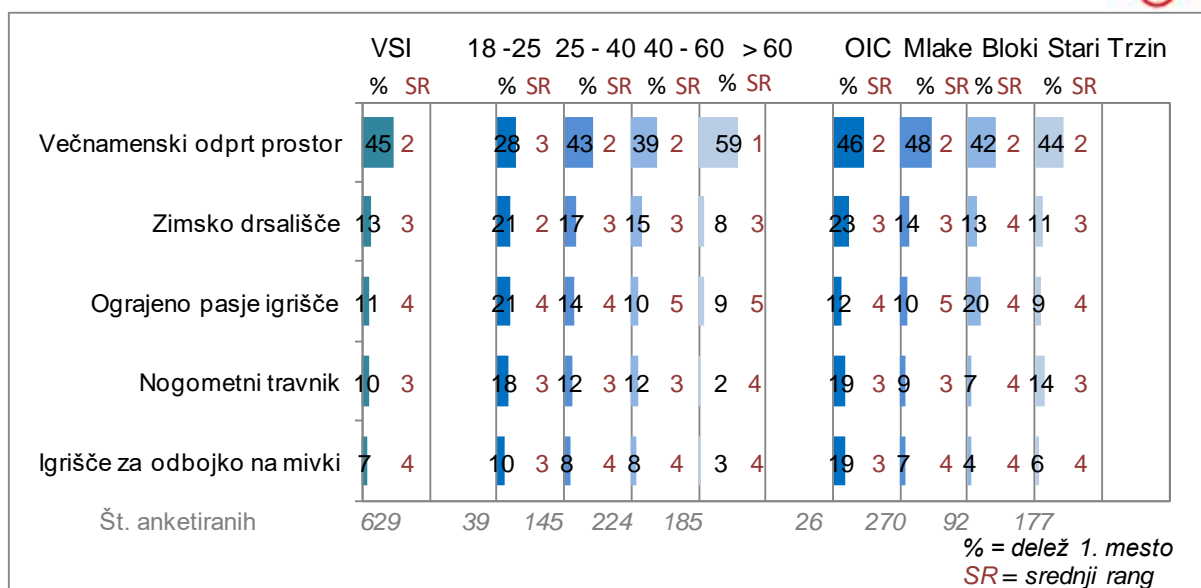 VSI 18 -25 25 - 40 40 - 60 > 60 OIC Mlake Bloki Stari Trzin
% SR % SR % SR % SR % SR % SR % SR % SR % SR
Večnamenski odprt prostor 45 2 28 3 43 2 39 2 59 1 46 2 48 2 42 2 44 2
Zimsko drsališče 13 3 21 2 17 3 15 3 8 3 23 3 14 3 13 4 11 3
Ograjeno pasje igrišče 11 4 21 4 14 4 10 5 9 5 12 4 10 5 20 4 9 4
Nogometni travnik 10 3 18 3 12 3 12 3 2 4 19 3 9 3 7 4 14 3
Igrišče za odbojko na mivki 7 4 10 3 8 4 8 4 3 4 19 3 7 4 4 4 6 4
Št. anketiranih 629 39 145 224 185 26 270 92 177
% = delež 1. mesto
SR = srednji rang